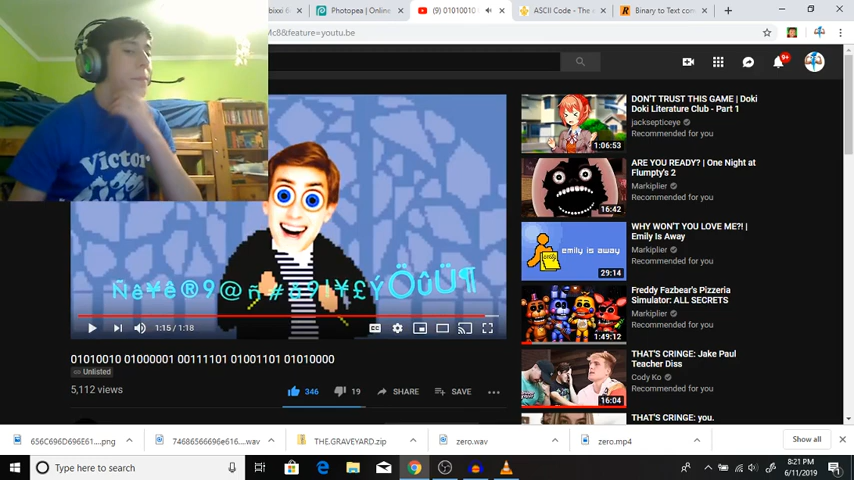 bixxi 6
Photopea | Online
(9) 01010010
ASCII Code - The
Binary to Text con
Mc8&feature=youtu.be
9+
Victor
Ñê¥ê®9@ñ#ô9!¥£ÝÖûÜ¶
1:15 / 1:18
01010010 01000001 00111101 01001101 01010000
Unlisted
5,112 views
346
19
SHARE
SAVE
DON'T TRUST THIS GAME | Doki
Doki Literature Club - Part 1
jacksepticeye
Recommended for you
1:06:53
ARE YOU READY? | One Night at
Flumpty's 2
Markiplier
Recommended for you
16:42
WHY WON'T YOU LOVE ME?! |
Emily Is Away
Markiplier
Recommended for you
emily is away
29:14
Freddy Fazbear's Pizzeria
Simulator: ALL SECRETS
Markiplier
Recommended for you
1:49:12
THAT'S CRINGE: Jake Paul
Teacher Diss
Cody Ko
Recommended for you
16:04
THAT'S CRINGE: you.
656C696D696E61....png
74686566696e616....wav
THE.GRAVEYARD.zip
zero.wav
zero.mp4
Show all
Type here to search
8:21 PM
6/11/2019